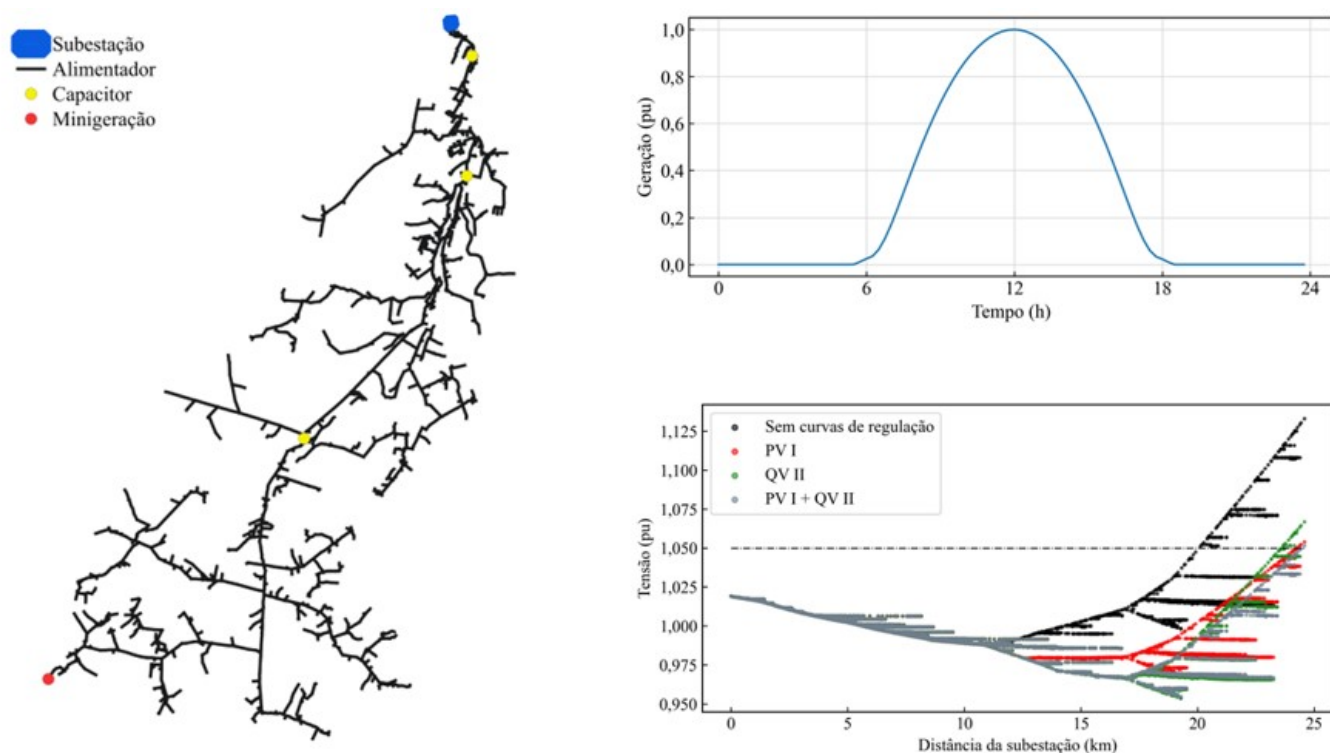 Subestação
Alimentador
Capacitor
Minigeração
1,0
0,8
0,6
0,4
0,2
0,0
Geração (pu)
0 6 12 18 24
Tempo (h)
1,125
1,100
1,075
1,050
1,025
1,000
0,975
0,950
Tensão (pu)
Sem curvas de regulação
PV I
QV II
PV I + QV II
0 5 10 15 20 25
Distância da subestação (km)